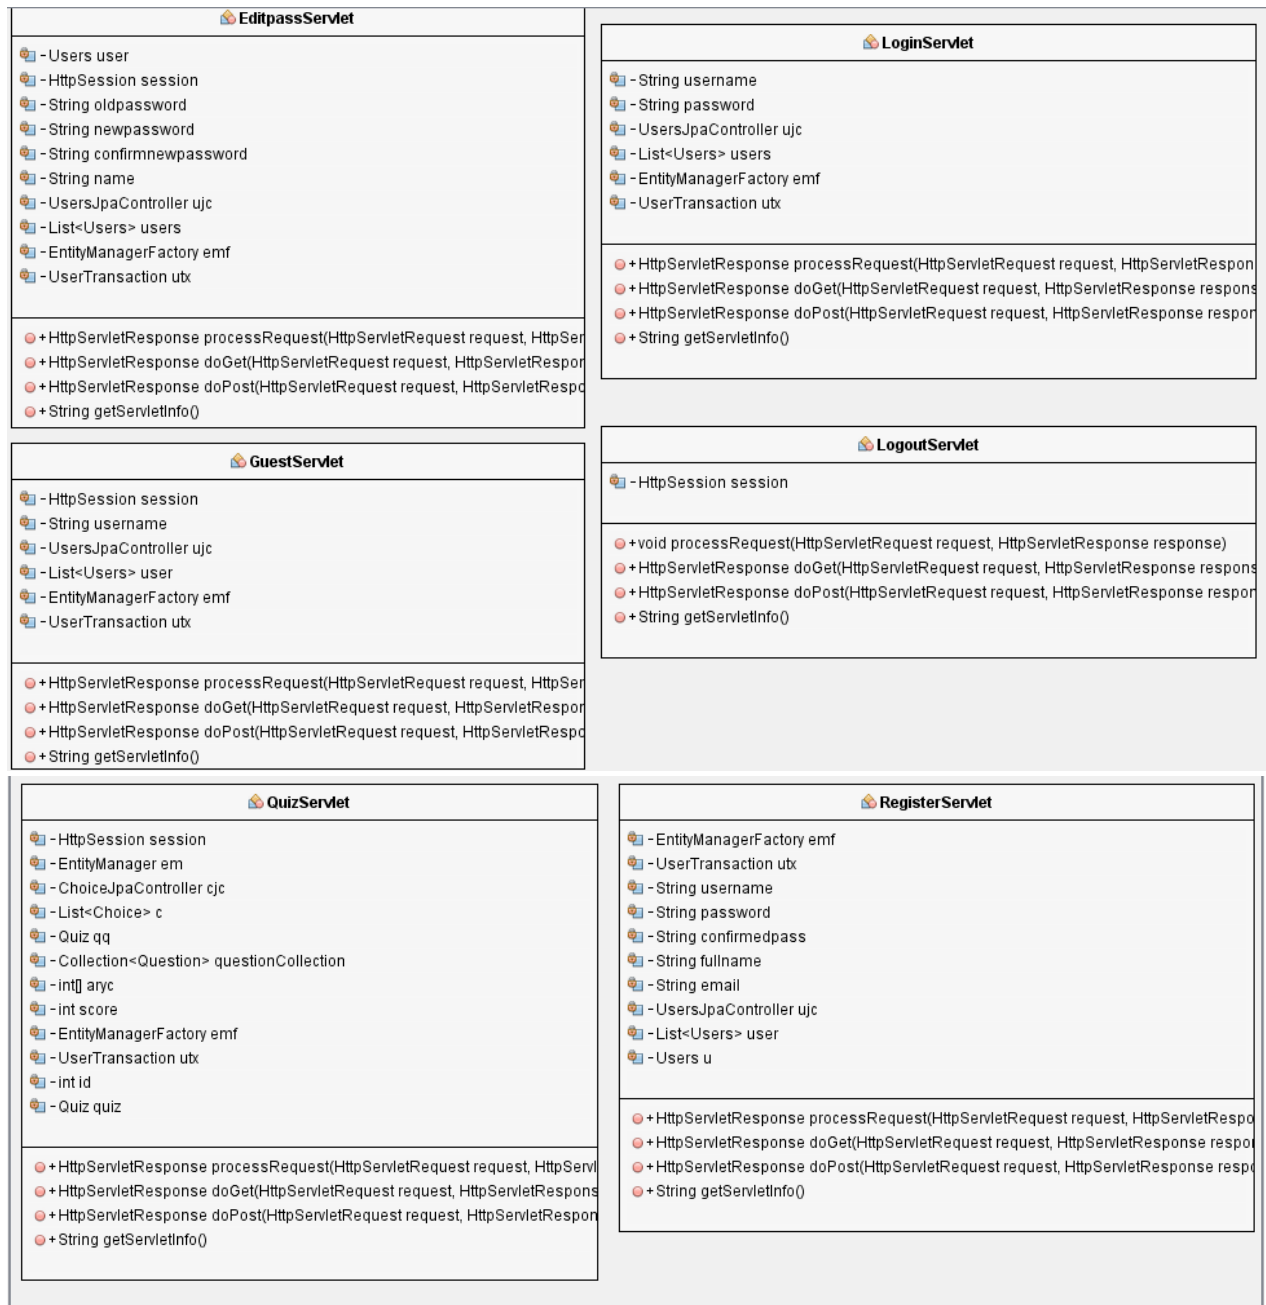 EditpassServlet
- Users user
- HttpSession session
- String oldpassword
- String newpassword
- String confirmnewpassword
- String name
- UsersJpaController ujc
- List<Users> users
- EntityManagerFactory emf
- UserTransaction utx
+ HttpServletResponse processRequest(HttpServletRequest request, HttpSer
+ HttpServletResponse doGet(HttpServletRequest request, HttpServletRespor
+ HttpServletResponse doPost(HttpServletRequest request, HttpServletRespc
+ String getServletInfo()
LoginServlet
- String username
- String password
- UsersJpaController ujc
- List<Users> users
- EntityManagerFactory emf
- UserTransaction utx
+ HttpServletResponse processRequest(HttpServletRequest request, HttpServletRespon
+ HttpServletResponse doGet(HttpServletRequest request, HttpServletResponse respons
+ HttpServletResponse doPost(HttpServletRequest request, HttpServletResponse respor
+ String getServletInfo()
GuestServlet
- HttpSession session
- String username
- UsersJpaController ujc
- List<Users> user
- EntityManagerFactory emf
- UserTransaction utx
+ HttpServletResponse processRequest(HttpServletRequest request, HttpSer
+ HttpServletResponse doGet(HttpServletRequest request, HttpServletRespor
+ HttpServletResponse doPost(HttpServletRequest request, HttpServletRespc
+ String getServletInfo()
LogoutServlet
- HttpSession session
+ void processRequest(HttpServletRequest request, HttpServletResponse response)
+ HttpServletResponse doGet(HttpServletRequest request, HttpServletResponse respons
+ HttpServletResponse doPost(HttpServletRequest request, HttpServletResponse respor
+ String getServletInfo()
QuizServlet
- HttpSession session
- EntityManager em
- ChoiceJpaController cjc
- List<Choice> c
- Quiz qq
- Collection<Question> questionCollection
- int[] aryc
- int score
- EntityManagerFactory emf
- UserTransaction utx
- int id
- Quiz quiz
+ HttpServletResponse processRequest(HttpServletRequest request, HttpServl
+ HttpServletResponse doGet(HttpServletRequest request, HttpServletRespons
+ HttpServletResponse doPost(HttpServletRequest request, HttpServletRespon
+ String getServletInfo()
RegisterServlet
- EntityManagerFactory emf
- UserTransaction utx
- String username
- String password
- String confirmedpass
- String fullname
- String email
- UsersJpaController ujc
- List<Users> user
- Users u
+ HttpServletResponse processRequest(HttpServletRequest request, HttpServletRespo
+ HttpServletResponse doGet(HttpServletRequest request, HttpServletResponse respor
+ HttpServletResponse doPost(HttpServletRequest request, HttpServletResponse respo
+ String getServletInfo()